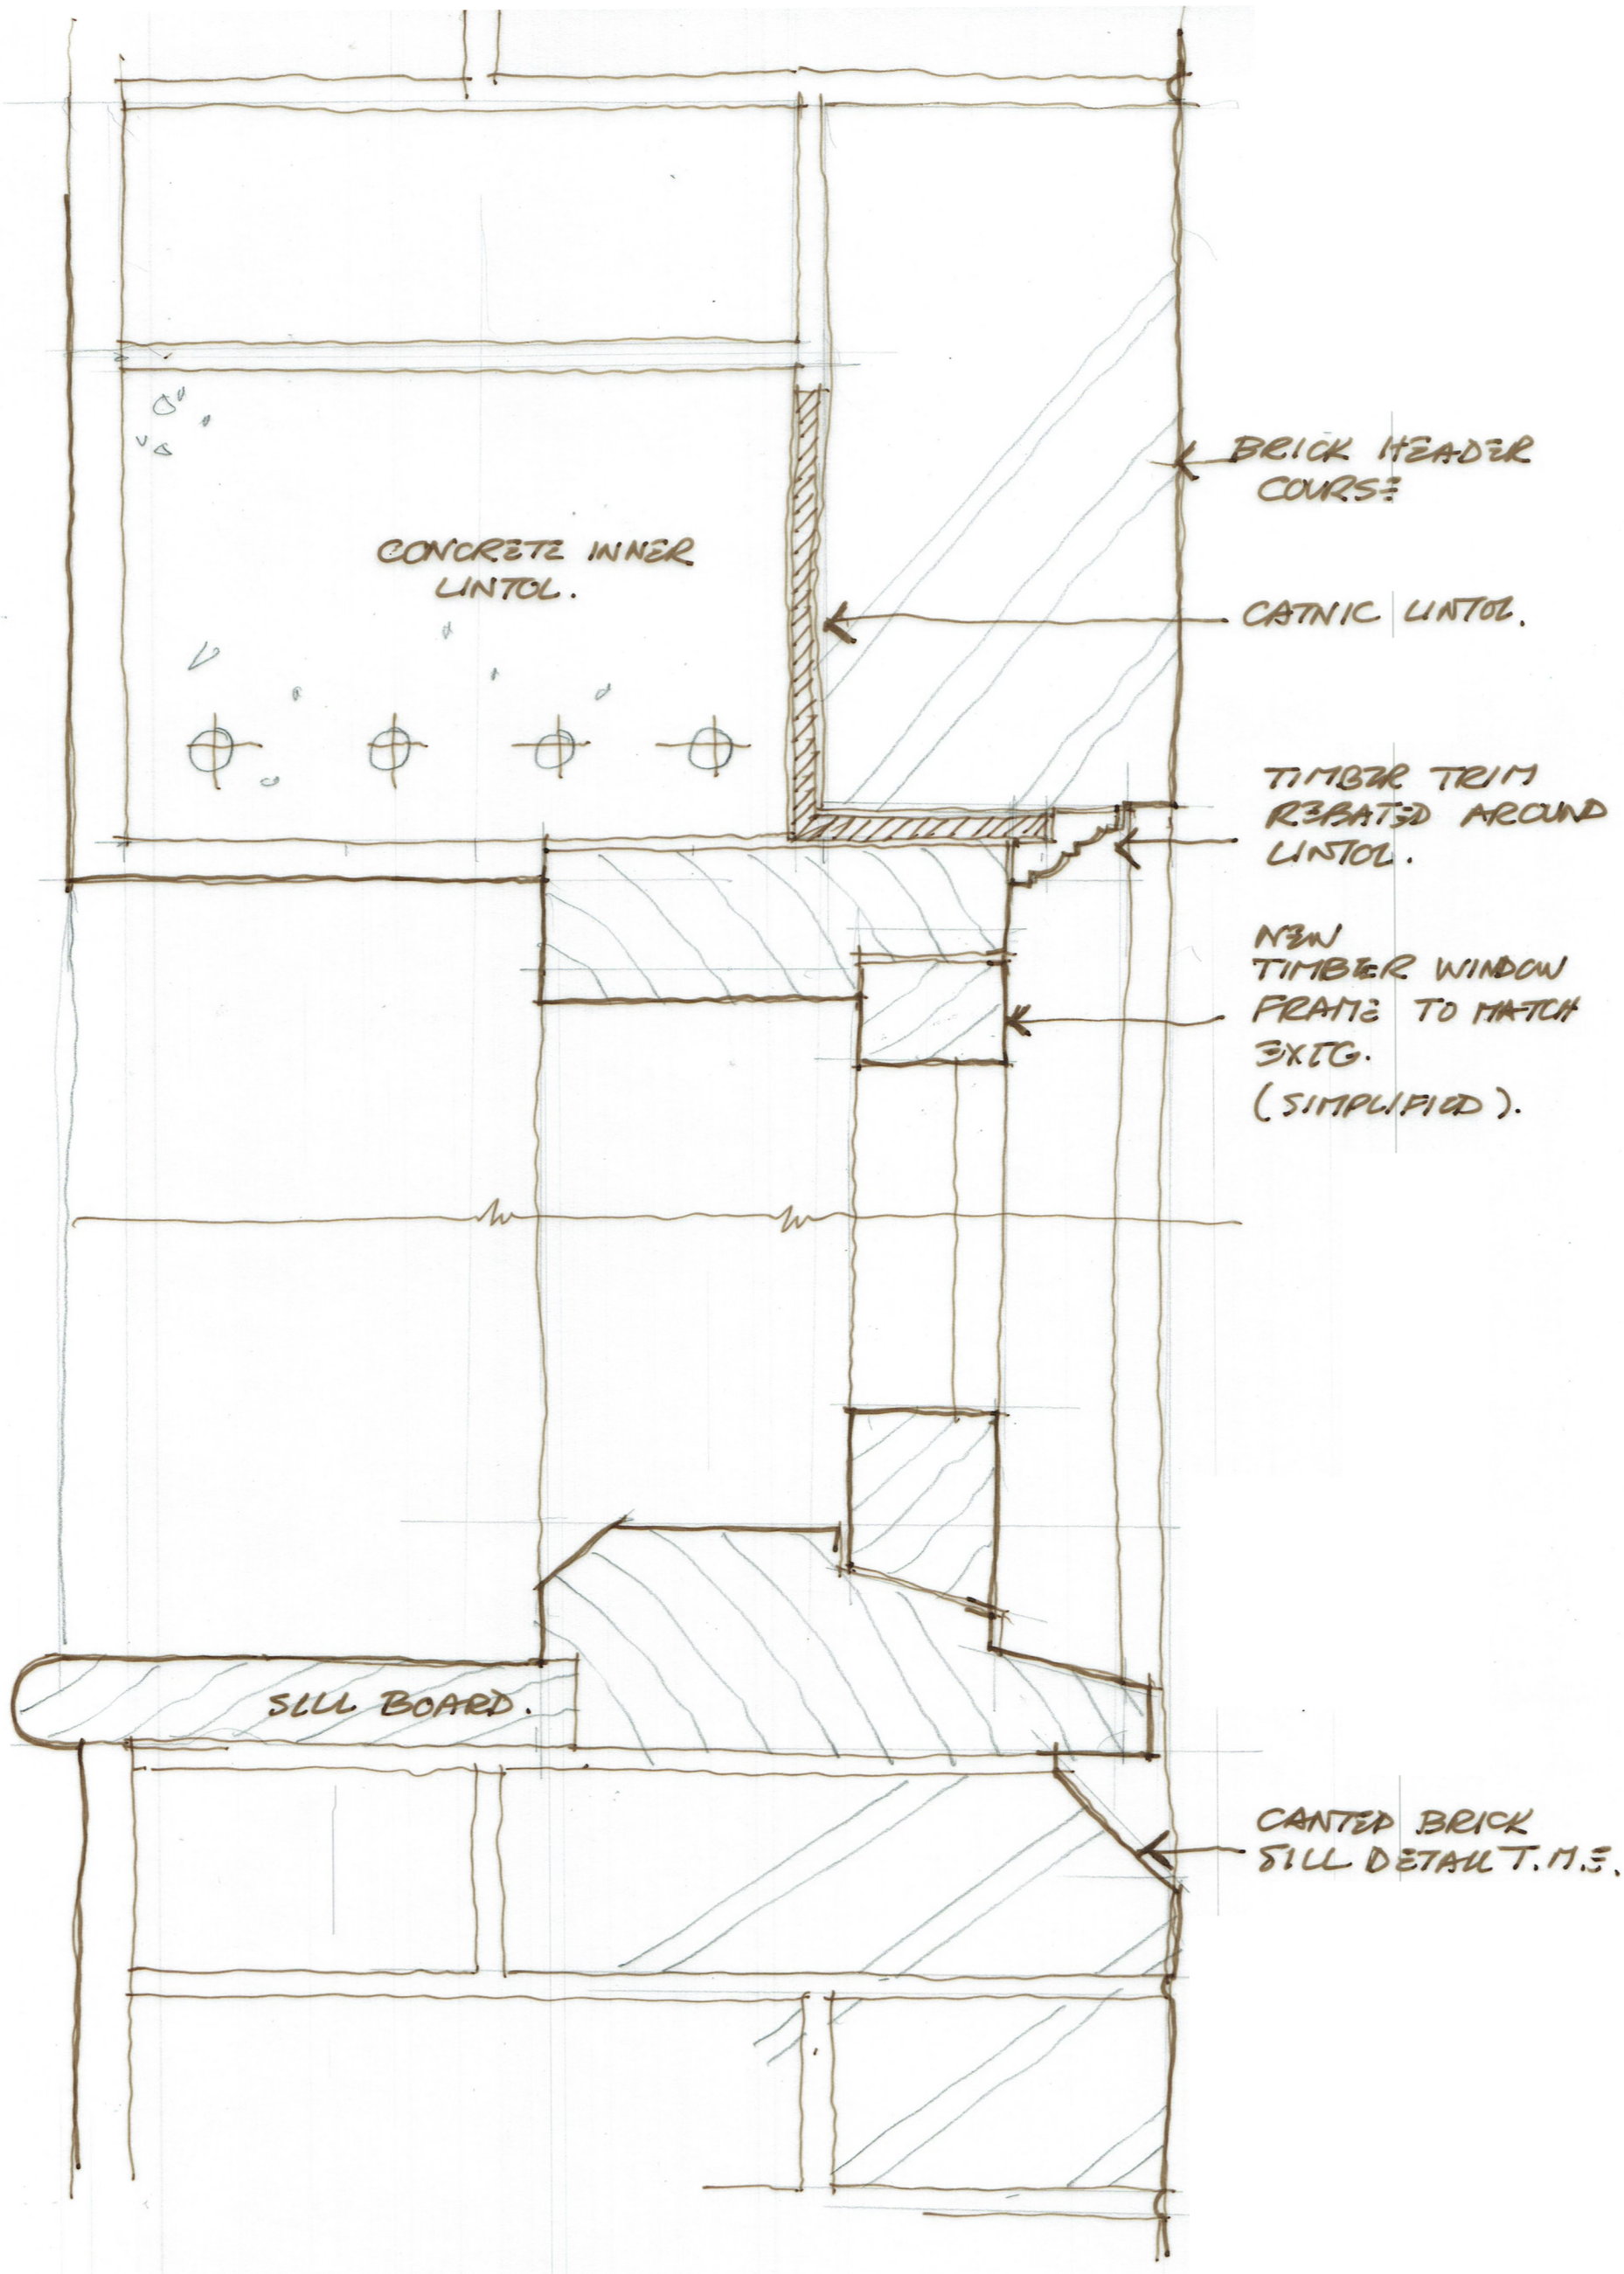 BRICK HEADER
COURSE
CONCRETE INNER
LINTOL.
CATNIC LINTOL.
TIMBER TRIM
REBATED AROUND
LINTOL.
NEW
TIMBER WINDOW
FRAME TO MATCH
EXTG.
(SIMPLIFIED).
SILL BOARD.
CANTED BRICK
SILL DETAIL T.M.E.